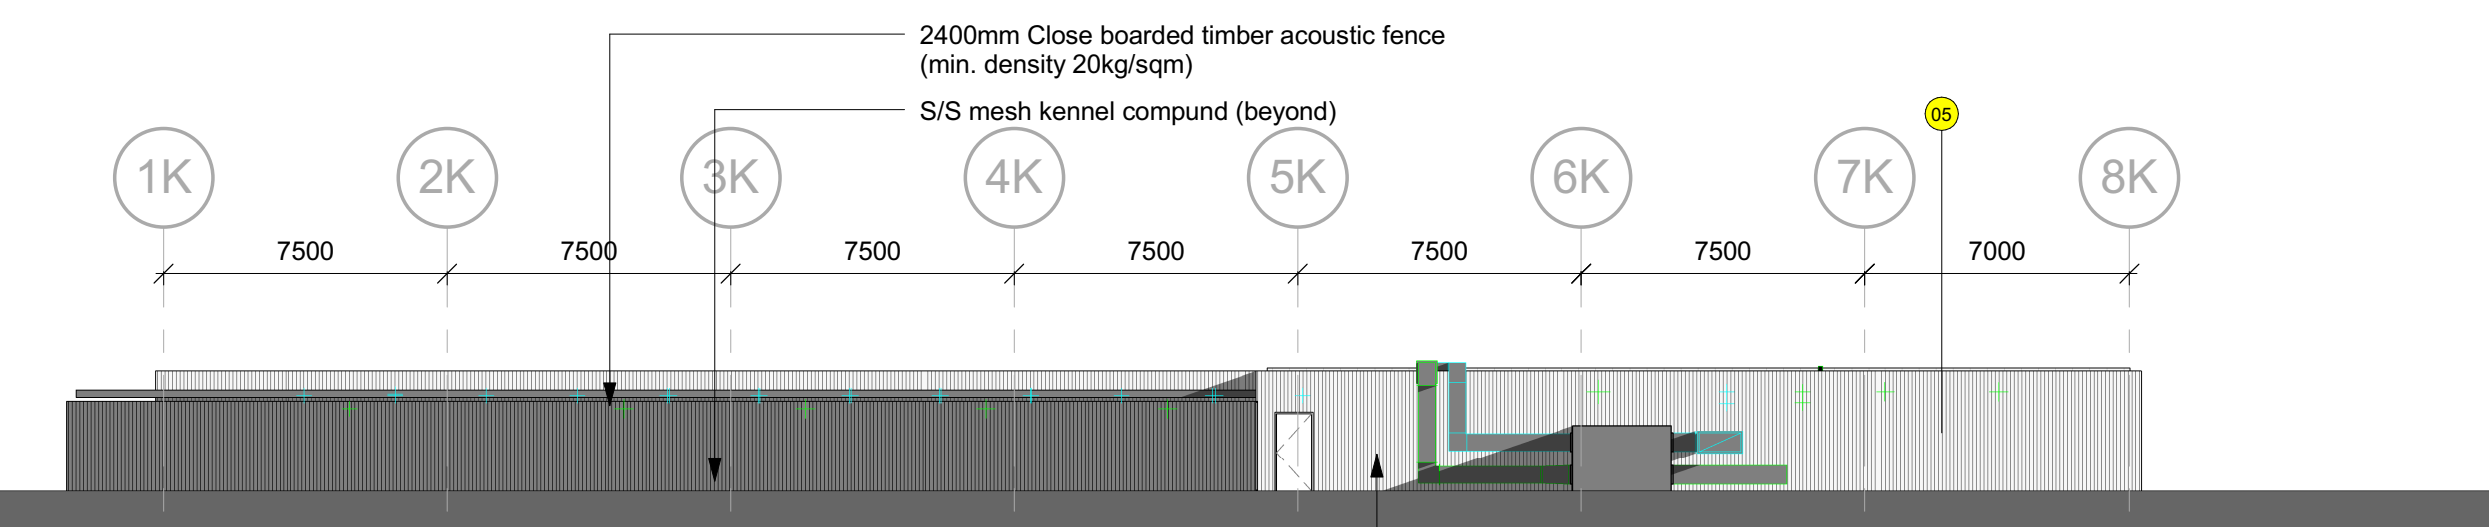 2400mm Close boarded timber acoustic fence
(min. density 20kg/sqm)
S/S mesh kennel compund (beyond)
05
1K 2K 3K 4K 5K 6K 7K 8K
7500 7500 7500 7500 7500 7500 7000